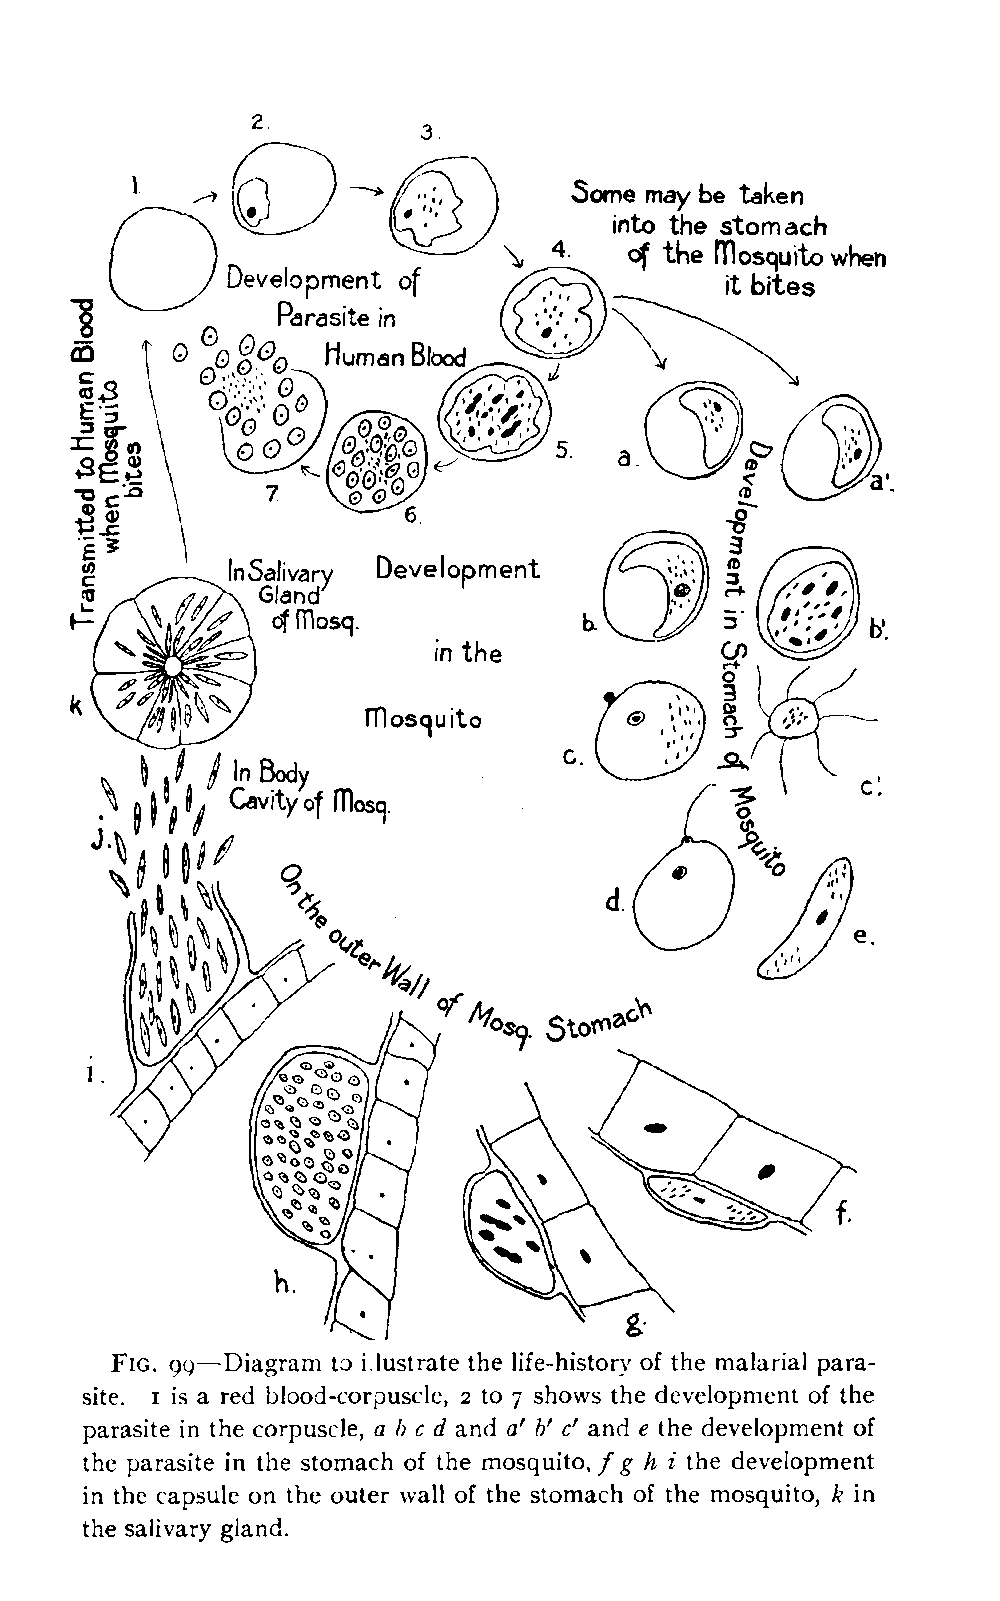 1
2.
3.
Some may be taken
into the stomach
of the Mosquito when
it bites
4.
Development of
Parasite in
Human Blood
Transmitted to Human Blood
when Mosquito
bites
5.
6.
7
a.
a'.
Development in Stomach of Mosquito
In Salivary
Gland
of Mosq.
Development
in the
Mosquito
b.
b'.
k
c.
c'.
In Body
Cavity of Mosq.
j.
d.
e.
On the outer Wall of Mosq. Stomach
i.
f.
h.
g.
FIG. 99—Diagram to i.lustrate the life-history of the malarial para-
site. 1 is a red blood-corpuscle, 2 to 7 shows the development of the
parasite in the corpuscle, a b c d and a' b' c' and e the development of
the parasite in the stomach of the mosquito, f g h i the development
in the capsule on the outer wall of the stomach of the mosquito, k in
the salivary gland.